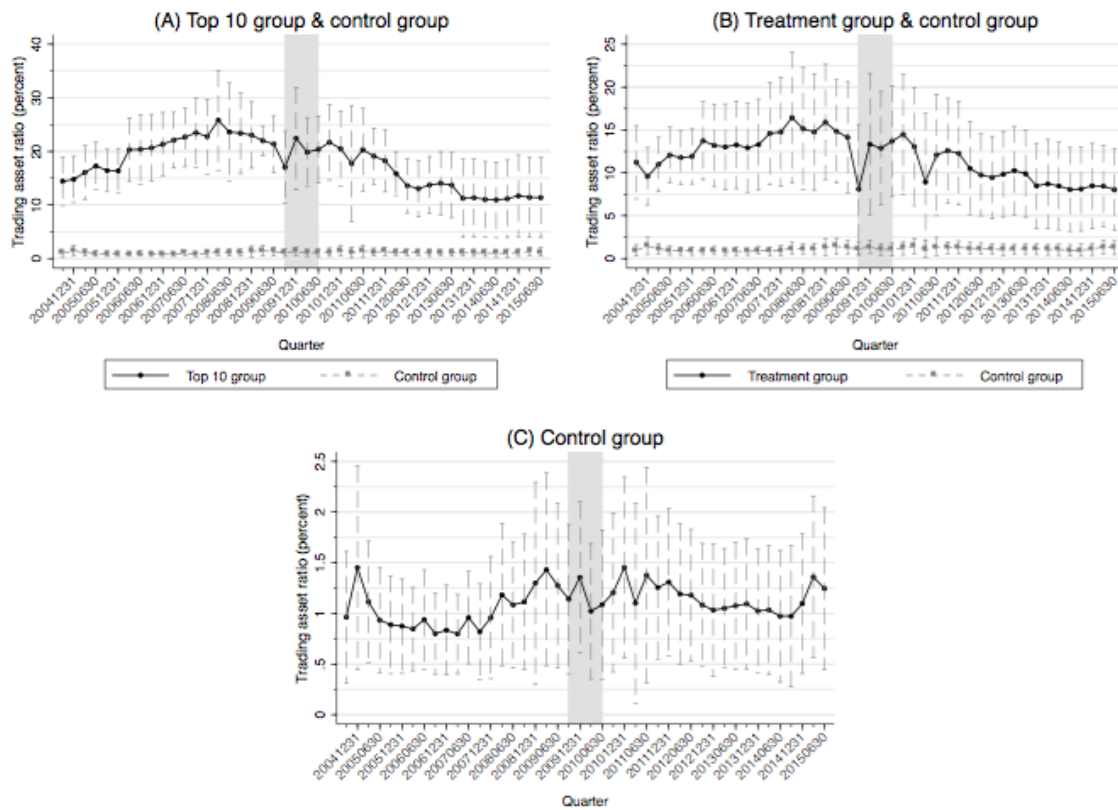 (A) Top 10 group & control group
Trading asset ratio (percent)
40
30
20
10
0
20041231 20050630 20051231 20060630 20061231 20070630 20071231 20080630 20081231 20090630 20091231 20100630 20101231 20110630 20111231 20120630 20121231 20130630 20131231 20140630 20141231 20150630
Quarter
Top 10 group Control group
(B) Treatment group & control group
Trading asset ratio (percent)
25
20
15
10
5
0
20041231 20050630 20051231 20060630 20061231 20070630 20071231 20080630 20081231 20090630 20091231 20100630 20101231 20110630 20111231 20120630 20121231 20130630 20131231 20140630 20141231 20150630
Quarter
Treatment group Control group
(C) Control group
Trading asset ratio (percent)
2.5
2
1.5
1
.5
0
20041231 20050630 20051231 20060630 20061231 20070630 20071231 20080630 20081231 20090630 20091231 20100630 20101231 20110630 20111231 20120630 20121231 20130630 20131231 20140630 20141231 20150630
Quarter